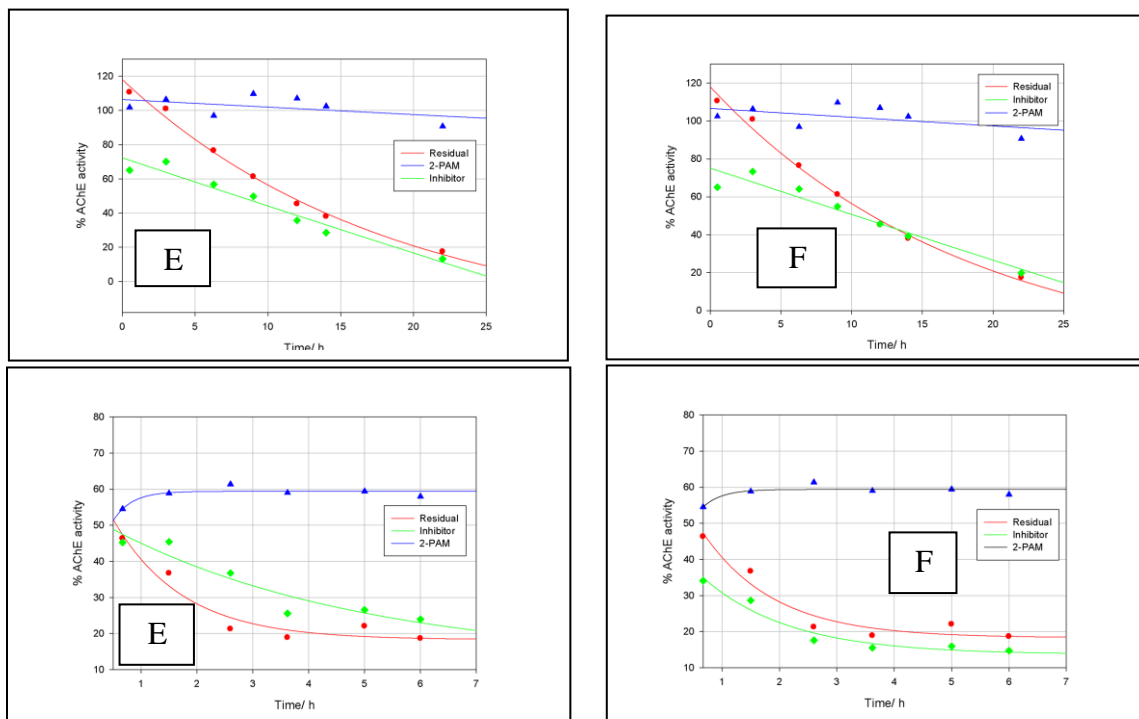 120
100
80
60
40
20
0
% AChE activity
Residual
2-PAM
Inhibitor
E
0 5 10 15 20 25
Time/ h
120
100
80
60
40
20
0
% AChE activity
Residual
Inhibitor
2-PAM
F
0 5 10 15 20 25
Time/ h
80
70
60
50
40
30
20
10
% AChE activity
Residual
Inhibitor
2-PAM
E
1 2 3 4 5 6 7
Time/ h
80
70
60
50
40
30
20
10
% AChE activity
Residual
Inhibitor
2-PAM
F
1 2 3 4 5 6 7
Time/ h